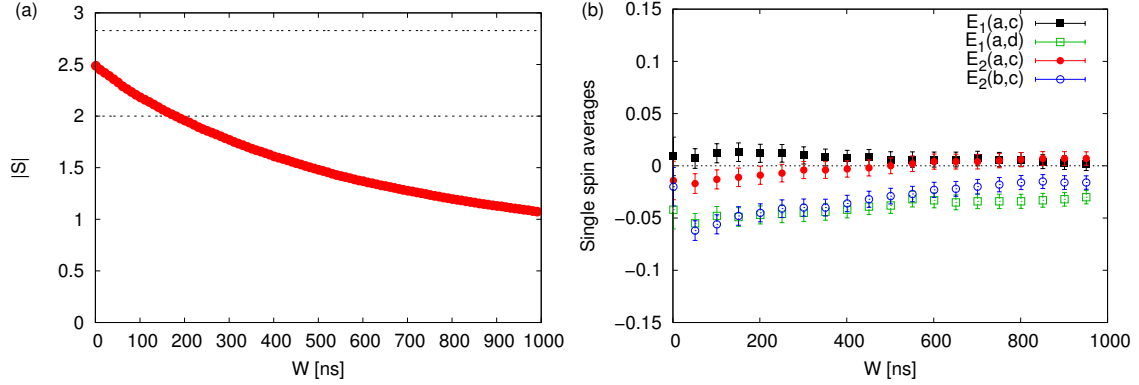 (a)
3
2.5
2
1.5
1
0.5
0
|S|
0 100 200 300 400 500 600 700 800 900 1000
W [ns]
(b)
E1(a,c)
E1(a,d)
E2(a,c)
E2(b,c)
0.15
0.1
0.05
0
−0.05
−0.1
−0.15
Single spin averages
0 200 400 600 800 1000
W [ns]